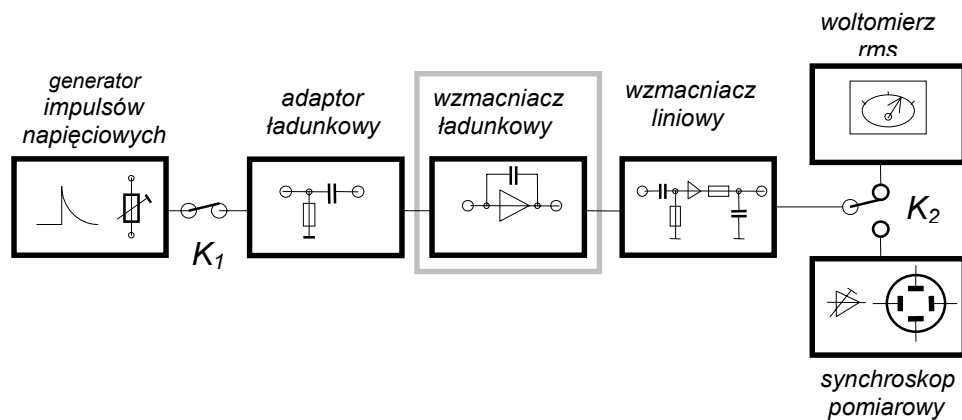 generator
impulsów
napięciowych
adaptor
ładunkowy
wzmacniacz
ładunkowy
wzmacniacz
liniowy
woltomierz
rms
K1
K2
synchroskop
pomiarowy